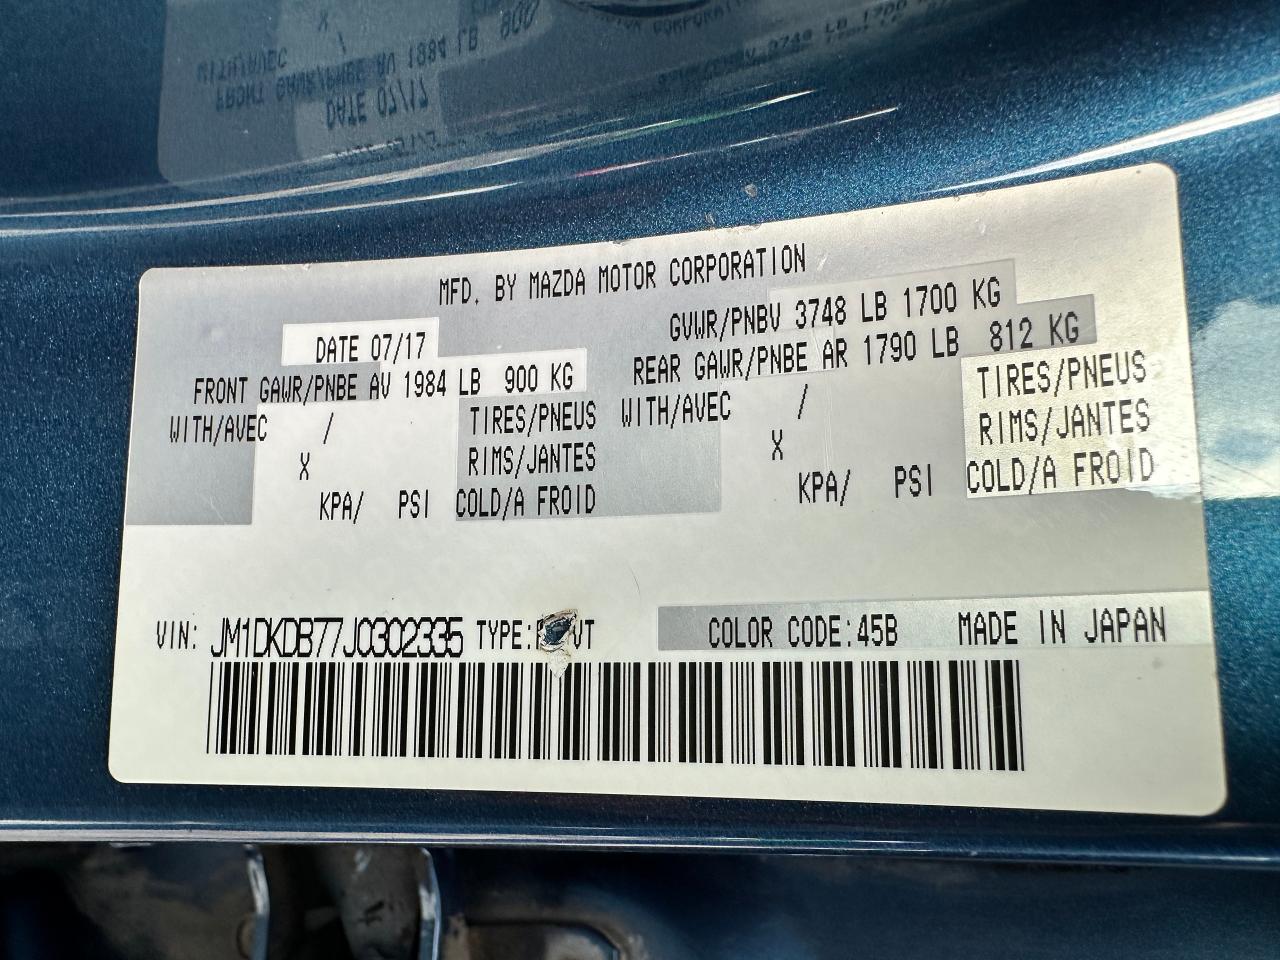 MFD. BY MAZDA MOTOR CORPORATION
DATE 07/17 GVWR/PNBV 3748 LB 1700 KG
FRONT GAWR/PNBE AV 1984 LB 900 KG REAR GAWR/PNBE AR 1790 LB 812 KG
WITH/AVEC / TIRES/PNEUS WITH/AVEC / TIRES/PNEUS
X RIMS/JANTES X RIMS/JANTES
KPA/ PSI COLD/A FROID KPA/ PSI COLD/A FROID
VIN: JM1DKDB77J0302335 TYPE: COLOR CODE:45B MADE IN JAPAN